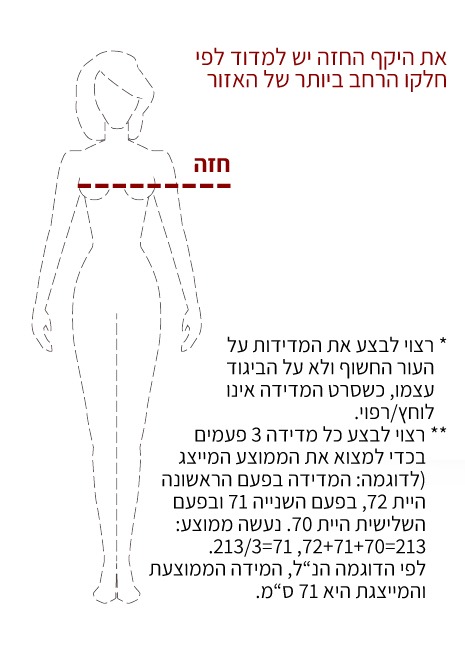 את היקף החזה יש למדוד לפי
חלקו הרחב ביותר של האזור
חזה
* רצוי לבצע את המדידות על
העור החשוף ולא על הביגוד
עצמו, כשסרט המדידה אינו
לוחץ/רפוי.
** רצוי לבצע כל מדידה 3 פעמים
בכדי למצוא את הממוצע המייצג
(לדוגמה: המדידה בפעם הראשונה
היית 72, בפעם השנייה 71 ובפעם
השלישית היית 70. נעשה ממוצע:
72+71+70=213, 213/3=71.
לפי הדוגמה הנ“ל, המידה הממוצעת
והמייצגת היא 71 ס“מ.